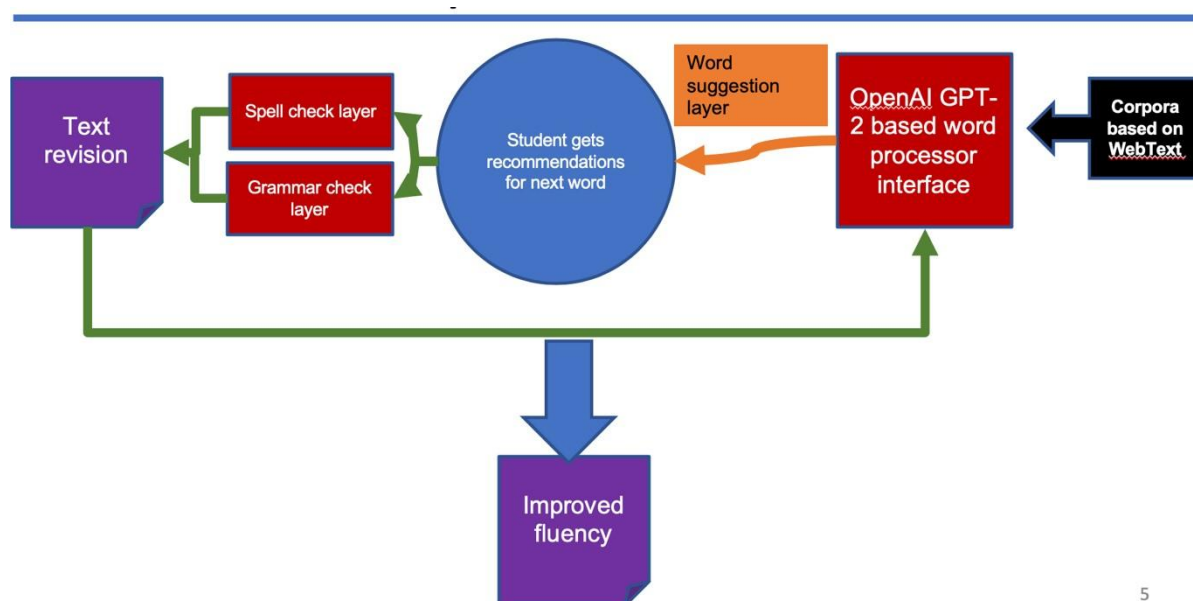 Text
revision
Spell check layer
Grammar check
layer
Student gets
recommendations
for next word
Word
suggestion
layer
OpenAI GPT-
2 based word
processor
interface
Corpora
based on
WebText
Improved
fluency
5